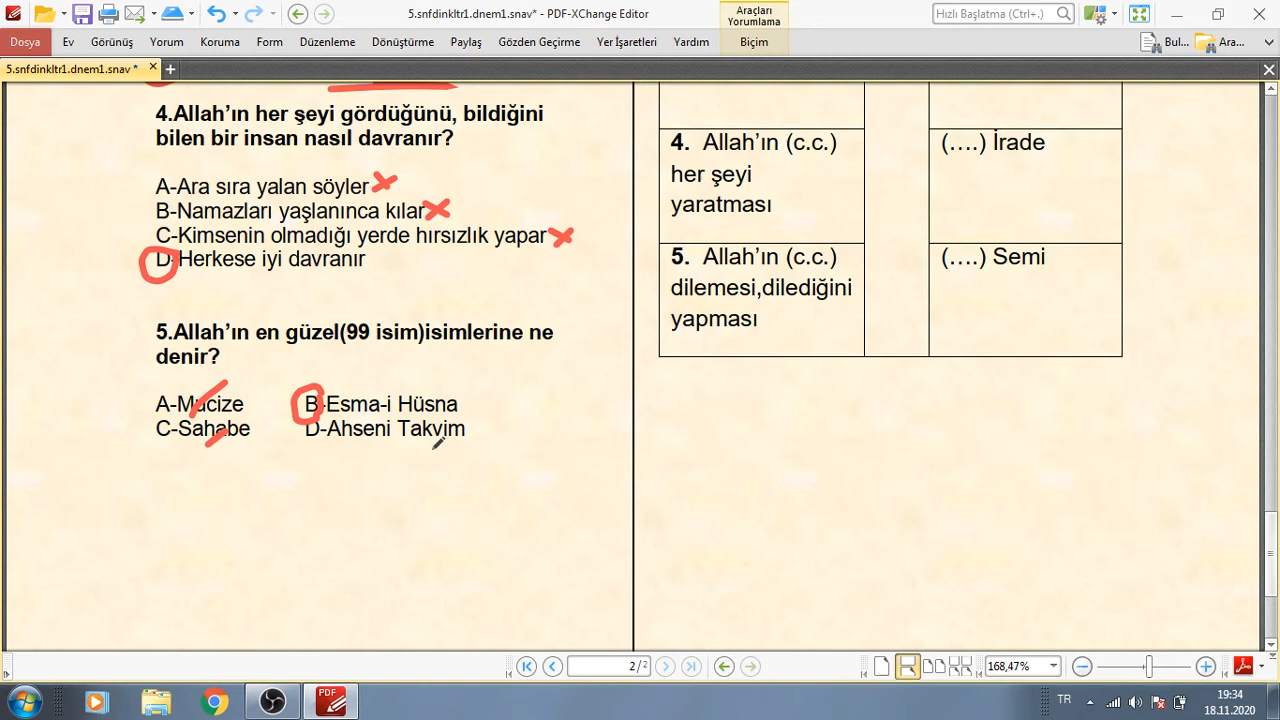 5.snfdinkltr1.dnem1.snav* - PDF-XChange Editor
Araçları
Yorumlama
Hızlı Başlatma (Ctrl+.)
Dosya
Ev
Görünüş
Yorum
Koruma
Form
Düzenleme
Dönüştürme
Paylaş
Gözden Geçirme
Yer İşaretleri
Yardım
Biçim
Bul...
Ara...
5.snfdinkltr1.dnem1.snav *
4.Allah’ın her şeyi gördüğünü, bildiğini
bilen bir insan nasıl davranır?
A-Ara sıra yalan söyler
B-Namazları yaşlanınca kılar
C-Kimsenin olmadığı yerde hırsızlık yapar
D-Herkese iyi davranır
5.Allah’ın en güzel(99 isim)isimlerine ne
denir?
A-Mucize B-Esma-i Hüsna
C-Sahabe D-Ahseni Takvim
4. Allah’ın (c.c.)
her şeyi
yaratması
(….) İrade
5. Allah’ın (c.c.)
dilemesi,dilediğini
yapması
(….) Semi
2 / 2
168,47%
PDF
TR
19:34
18.11.2020